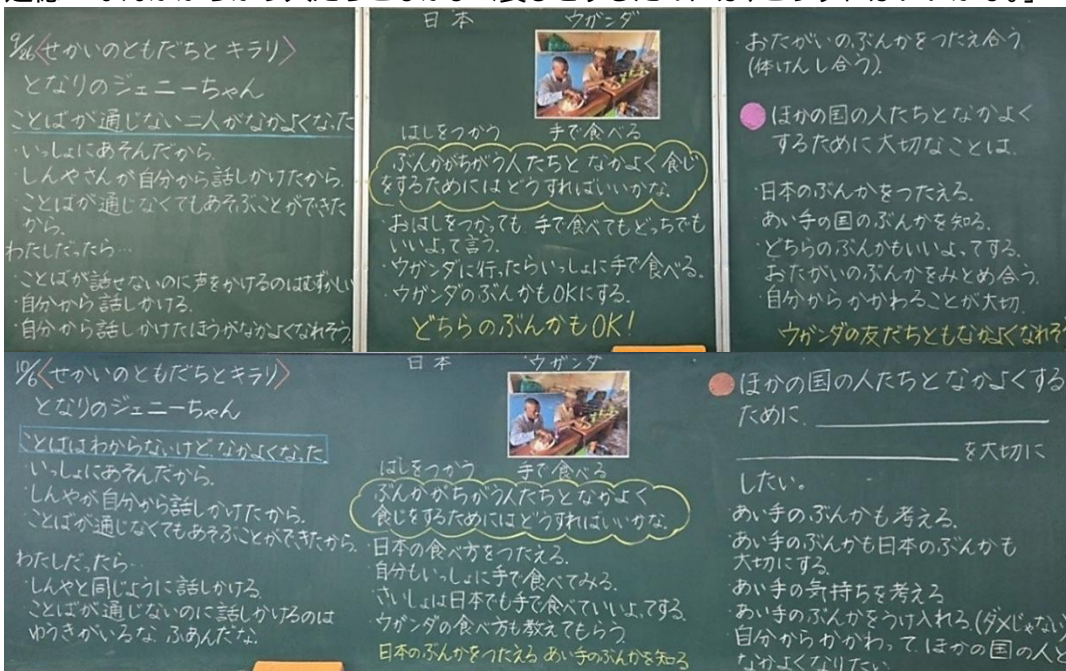 9/26〈せかいのともだちと キラリ〉
となりのジェニーちゃん
ことばが通じない二人がなかよくなった
・いっしょにあそんだから。
・しんやさんが自分から話しかけたから。
・ことばが通じなくてもあそぶことができた
から。
わたしだったら…
・ことばが話せないのに声をかけるのはむずかしい
・自分から話しかける。
・自分から話しかけたほうがなかよくなれそう。
日本 ウガンダ
はしをつかう 手で食べる
ぶんかがちがう人たちと なかよく 食じ
をするためには どうすればいいかな。
・おはしをつかっても、手で食べてもどっちでも
いいよって言う。
・ウガンダに行ったらいっしょに手で食べる。
・ウガンダのぶんかもOKにする。
どちらのぶんかもOK!
おたがいのぶんかをつたえ合う
(体けんし合う).
ほかの国の人たちとなかよく
するために大切なことは、
・日本のぶんかをつたえる。
あい手の国のぶんかを知る。
・どちらのぶんかもいいよってする。
おたがいのぶんかをみとめ合う。
・自分からかかわることが大切。
ウガンダの友だちともなかよくなれそ
10/6〈せかいのともだちとキラリ〉
となりのジェニーちゃん
ことばはわからないけど、なかよくなった
・いっしょにあそんだから。
・しんやが自分から話しかけたから。
ことばが通じなくてもあそぶことができたから。
わたしだったら…
・しんやと同じように話しかける。
・ことばが通じないのに話しかけるのは
ゆうきがいるな ふあんだな。
日本 ウガンダ
はしをつかう 手で食べる
ぶんかがちがう人たちと なかよく
食じをするためにはどうすればいいかな。
・日本の食べ方をつたえる。
自分もいっしょに手で食べてみる。
・さいしょは日本でも手で食べていいよ、てする。
・ウガンダの食べ方も教えてもらう。
日本のぶんかをつたえる あい手のぶんかを知る
ほかの国の人たちとなかよくする
ために、
を大切に
したい。
あい手のぶんかも考える。
あい手のぶんかも日本のぶんかも
大切にする。
あい手の気持ちを考える
・あい手のぶんかをうけ入れる。(ダメじゃない
自分からかかわって、ほかの国の人と
なかよくなりたい。